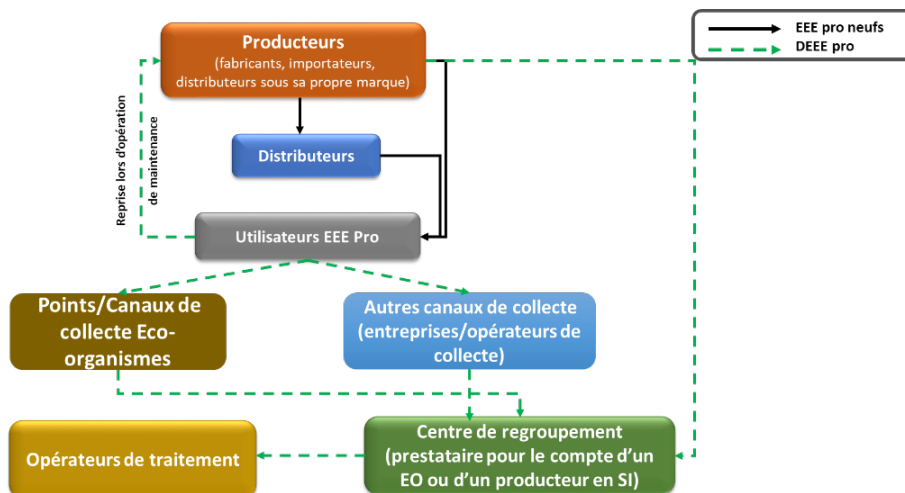 EEE pro neufs
DEEE pro
Producteurs
(fabricants, importateurs,
distributeurs sous sa propre marque)
Reprise lors d'opération
de maintenance
Distributeurs
Utilisateurs EEE Pro
Points/Canaux de
collecte Eco-
organismes
Autres canaux de collecte
(entreprises/opérateurs de
collecte)
Opérateurs de traitement
Centre de regroupement
(prestataire pour le compte d'un
EO ou d'un producteur en SI)